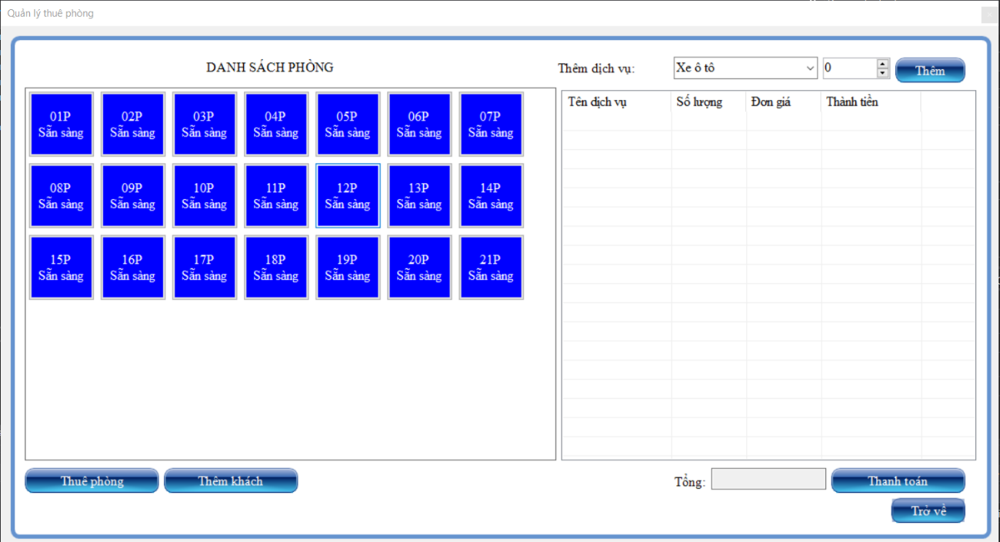 Quản lý thuê phòng
DANH SÁCH PHÒNG
01P
Sẵn sàng
02P
Sẵn sàng
03P
Sẵn sàng
04P
Sẵn sàng
05P
Sẵn sàng
06P
Sẵn sàng
07P
Sẵn sàng
08P
Sẵn sàng
09P
Sẵn sàng
10P
Sẵn sàng
11P
Sẵn sàng
12P
Sẵn sàng
13P
Sẵn sàng
14P
Sẵn sàng
15P
Sẵn sàng
16P
Sẵn sàng
17P
Sẵn sàng
18P
Sẵn sàng
19P
Sẵn sàng
20P
Sẵn sàng
21P
Sẵn sàng
Thuê phòng
Thêm khách
Thêm dịch vụ: Xe ô tô 0 Thêm
Tên dịch vụ Số lượng Đơn giá Thành tiền
Tổng: Thanh toán
Trở về